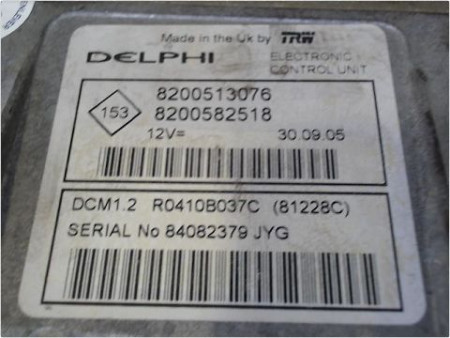 Made in the Uk by TRW
DELPHI
ELECTRONIC
CONTROL UNIT
153
8200513076
8200582518
12V=
30.09.05
DCM1.2 R0410B037C (81228C)
SERIAL No 84082379 JYG